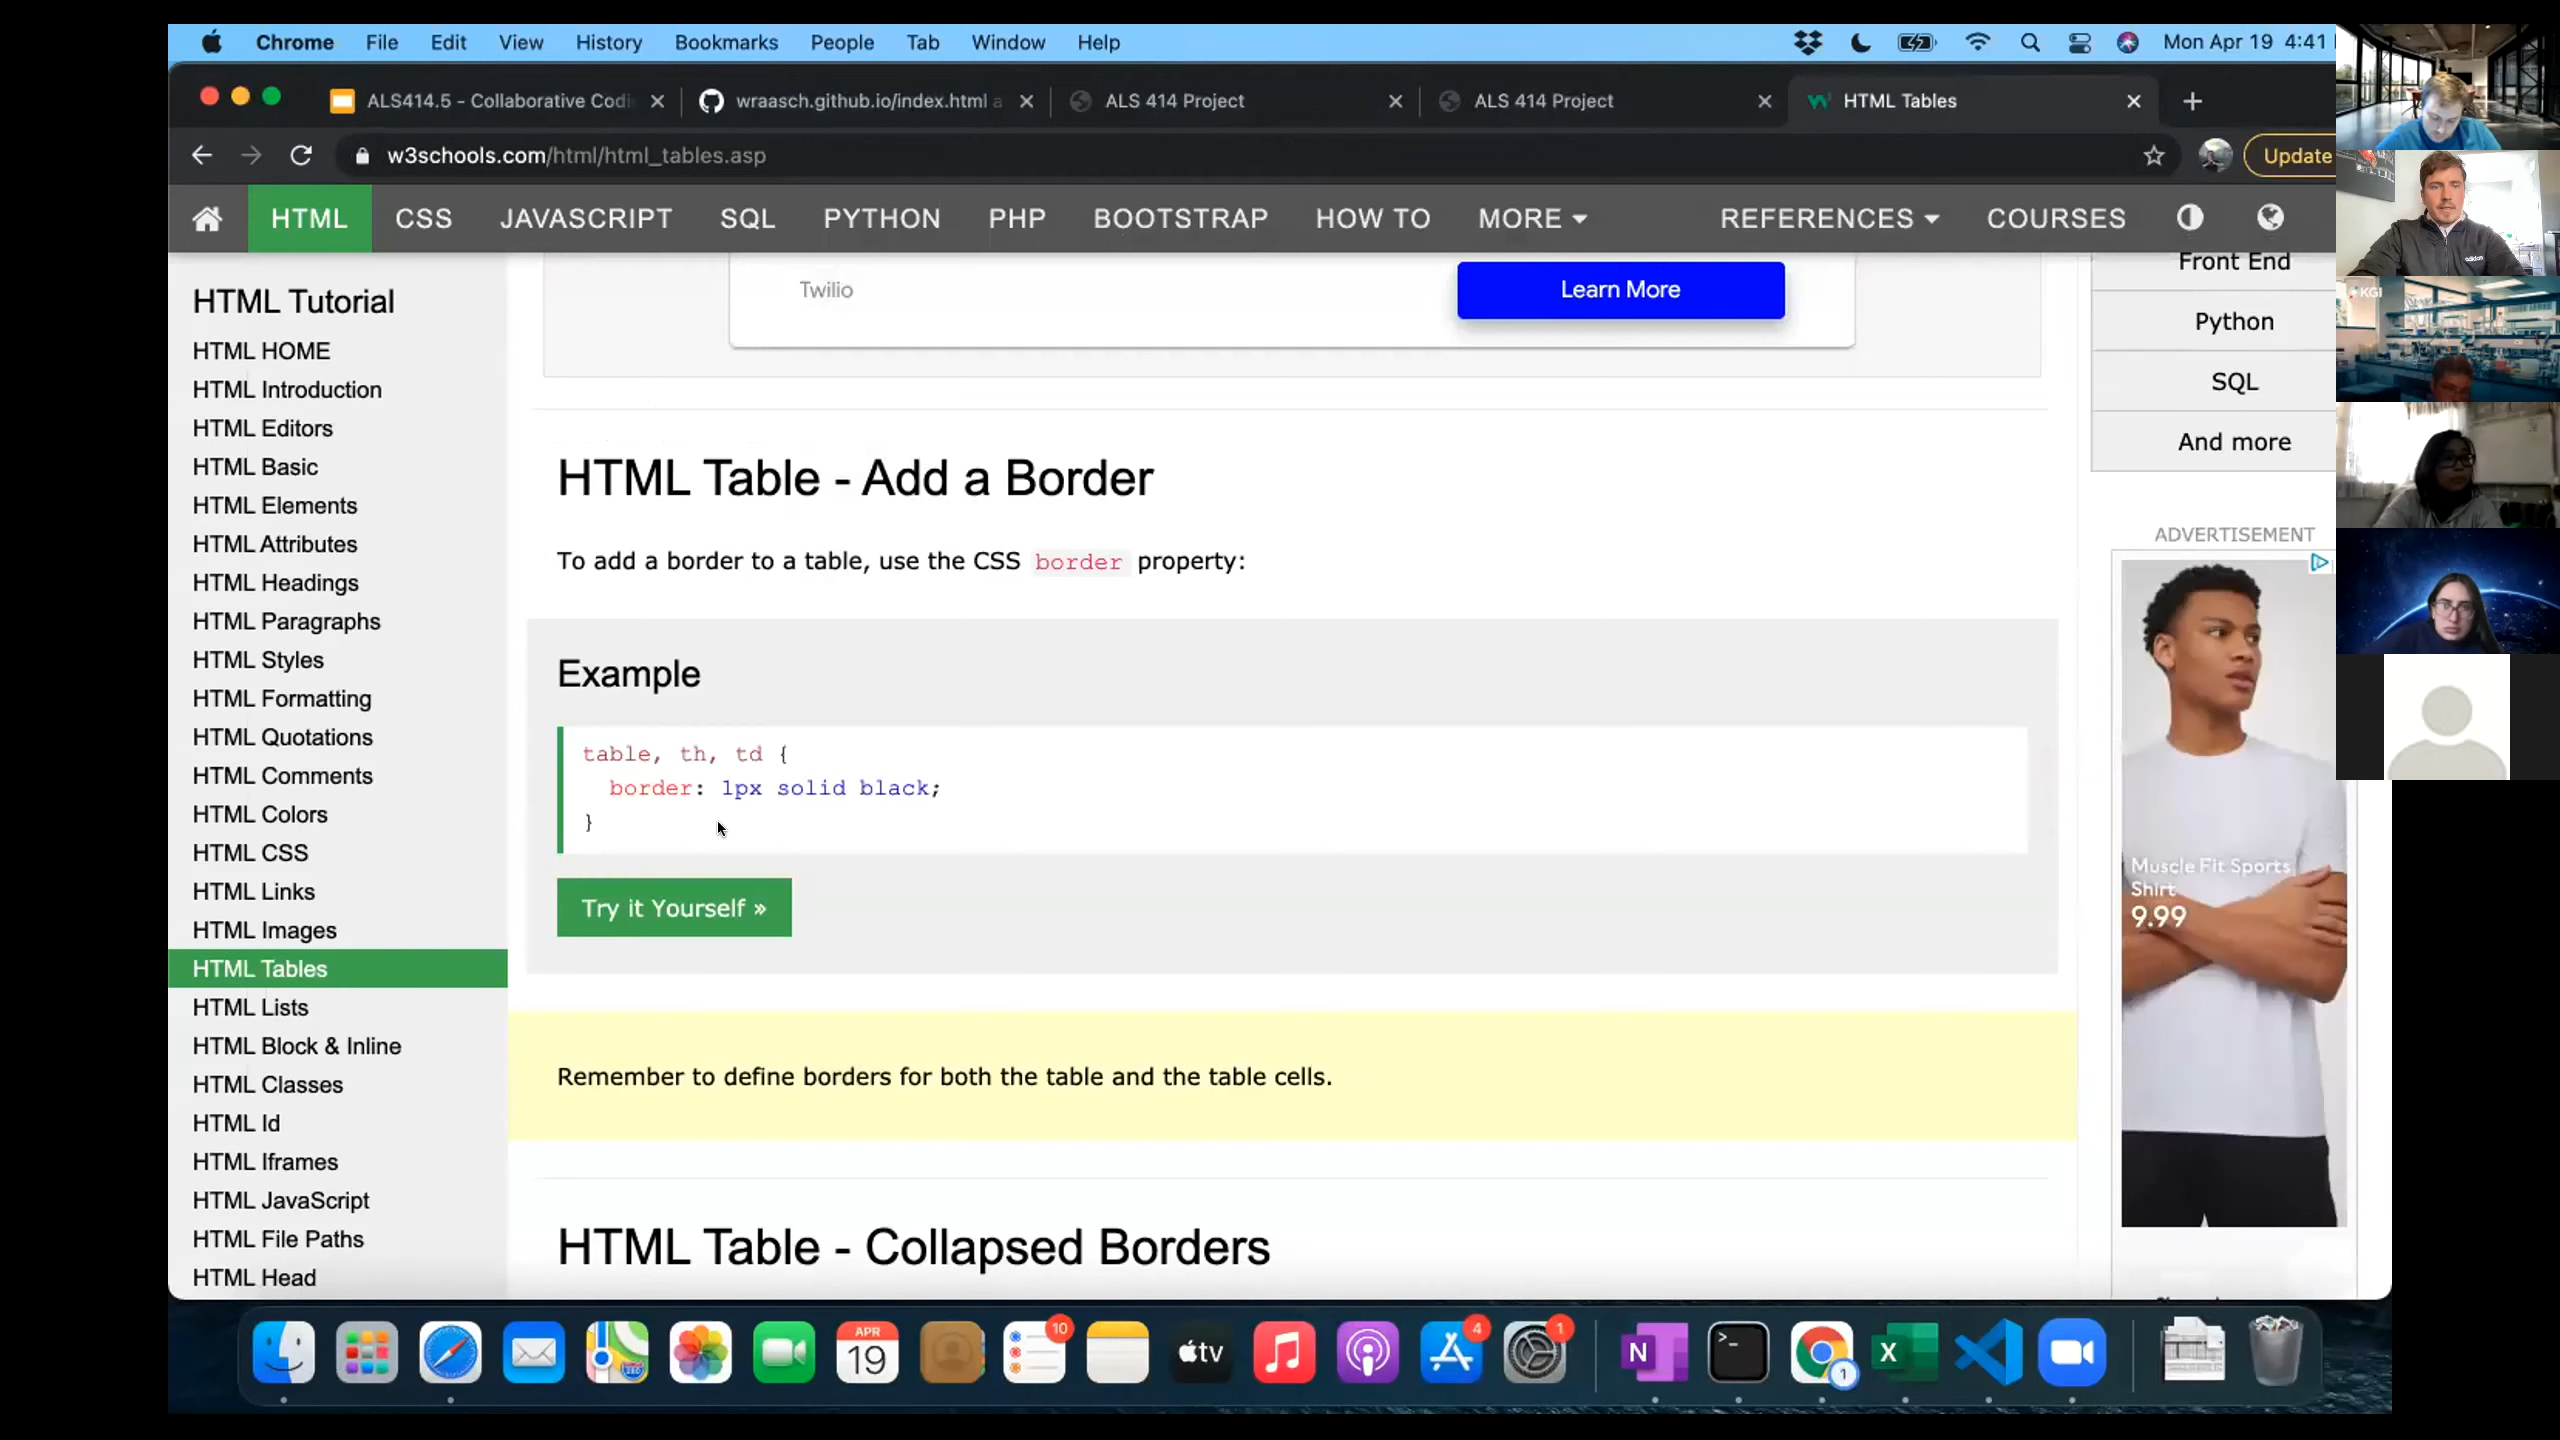 Chrome File Edit View History Bookmarks People Tab Window Help Mon Apr 19 4:41
ALS414.5 - Collaborative Codi wraasch.github.io/index.html a ALS 414 Project ALS 414 Project HTML Tables
w3schools.com/html/html_tables.asp Update
HTML CSS JAVASCRIPT SQL PYTHON PHP BOOTSTRAP HOW TO MORE REFERENCES COURSES
HTML Tutorial
HTML HOME
HTML Introduction
HTML Editors
HTML Basic
HTML Elements
HTML Attributes
HTML Headings
HTML Paragraphs
HTML Styles
HTML Formatting
HTML Quotations
HTML Comments
HTML Colors
HTML CSS
HTML Links
HTML Images
HTML Tables
HTML Lists
HTML Block & Inline
HTML Classes
HTML Id
HTML Iframes
HTML JavaScript
HTML File Paths
HTML Head
Twilio Learn More
HTML Table - Add a Border
To add a border to a table, use the CSS border property:
Example
table, th, td {
border: 1px solid black;
}
Try it Yourself »
Remember to define borders for both the table and the table cells.
HTML Table - Collapsed Borders
Front End
Python
SQL
And more
ADVERTISEMENT
Muscle Fit Sports
Shirt
9.99
KGI
adidas
10 4 1
APR
19
tv
N
>_
1
X